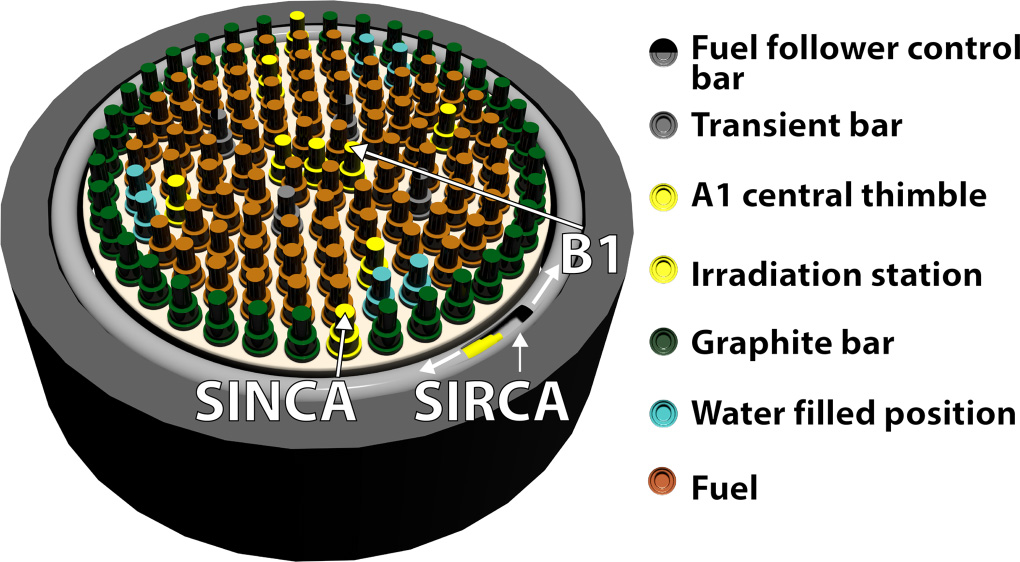 B1
SINCA
SIRCA
Fuel follower control
bar
Transient bar
A1 central thimble
Irradiation station
Graphite bar
Water filled position
Fuel